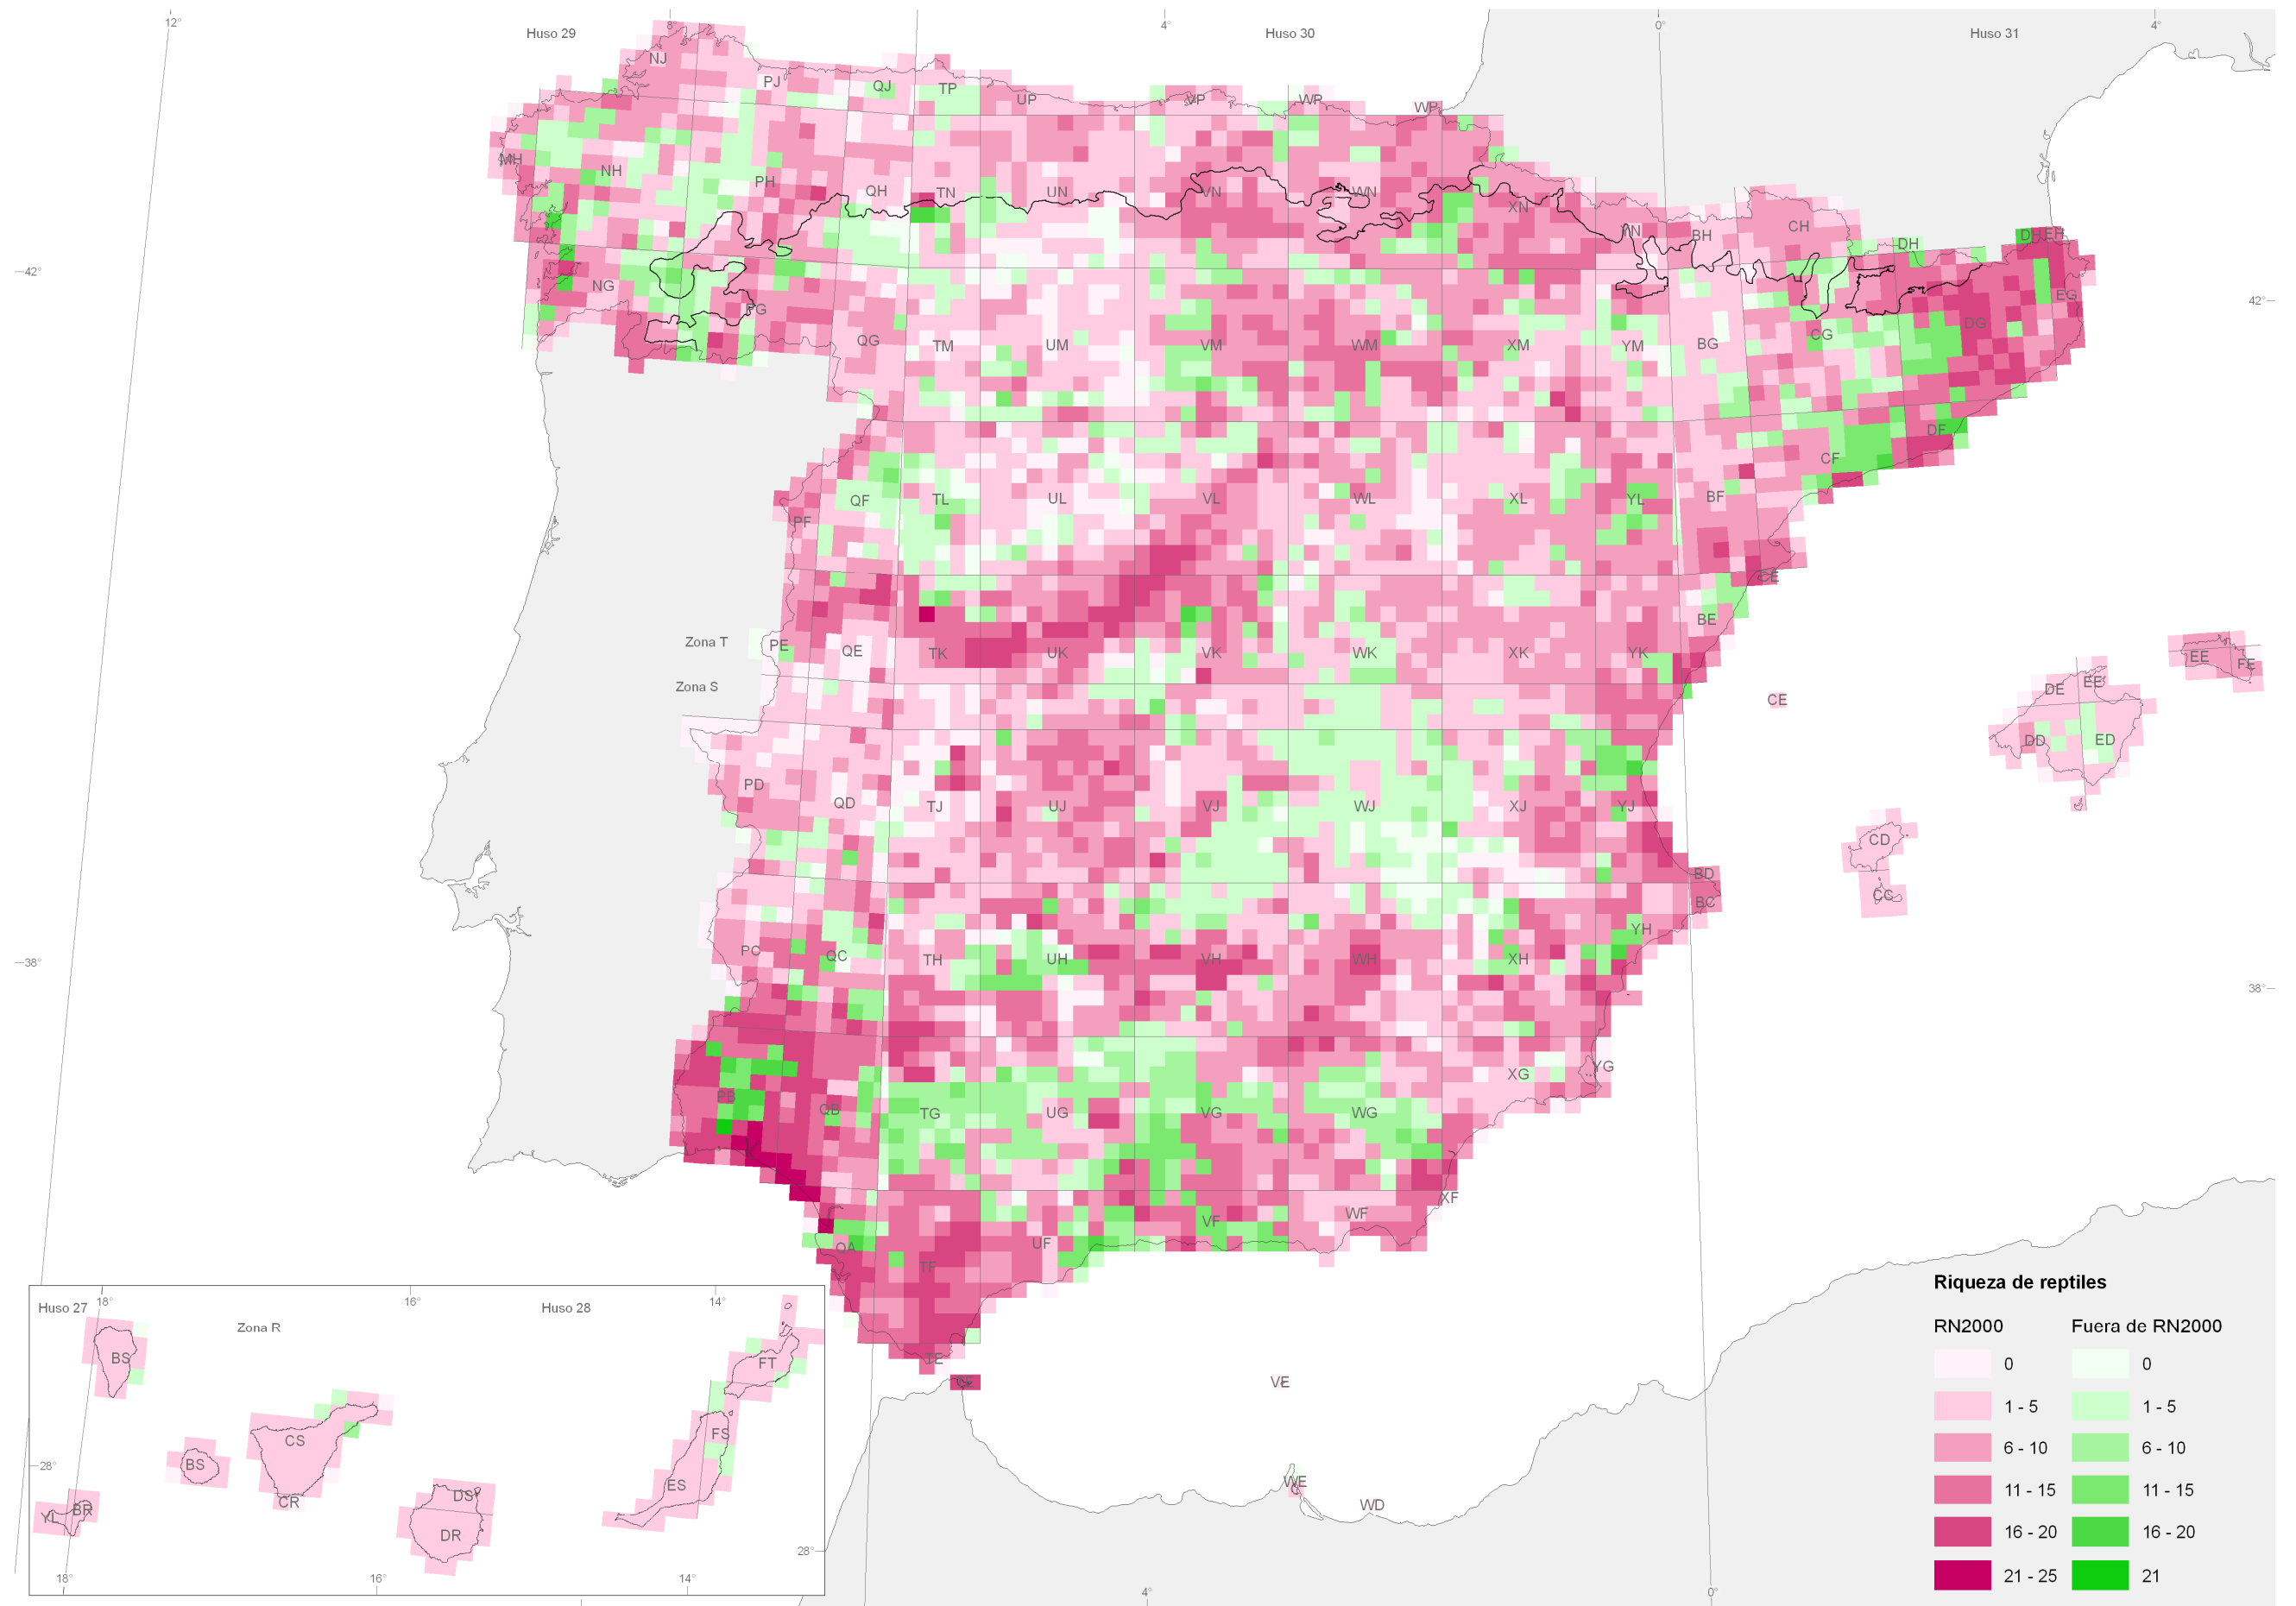 12° 8° 4° 0° 4°
Huso 29 Huso 30 Huso 31
NJ PJ QJ TP UP VP WP WP
MH NH PH QH TN UN VN WN XN YN BH CH DH DH EH
42° 42°
NG PG QG TM UM VM WM XM YM BG CG DG EG
PF QF TL UL VL WL XL YL BF CF DF
CE
Zona T PE QE TK UK VK WK XK YK BE
Zona S
CE DE EE EE FE
PD QD TJ UJ VJ WJ XJ YJ DD ED
CD
BD
BC CC
PC QC TH UH VH WH XH YH
38° 38°
PB QB TG UG VG WG XG YG
QA TF UF VF WF XF
TE
VE
WE
WD
Huso 27 18° 16° Huso 28 14°
Zona R
BS FT
BS CS FS
28°
YL BR CR DS ES
DR
28°
18° 16° 14°
4° 0°
Riqueza de reptiles
RN2000 Fuera de RN2000
0 0
1 - 5 1 - 5
6 - 10 6 - 10
11 - 15 11 - 15
16 - 20 16 - 20
21 - 25 21